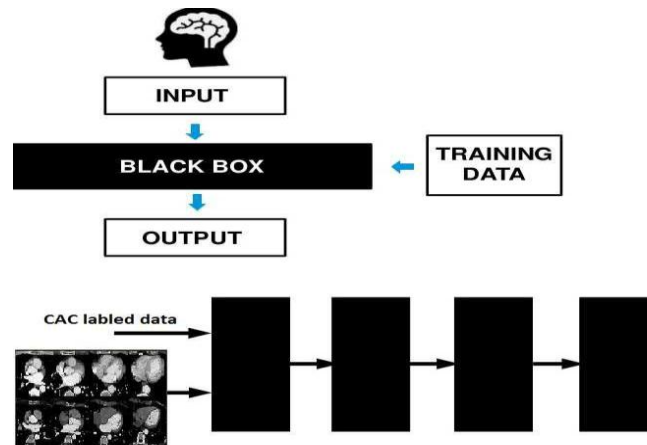 INPUT
BLACK BOX
TRAINING
DATA
OUTPUT
CAC labled data